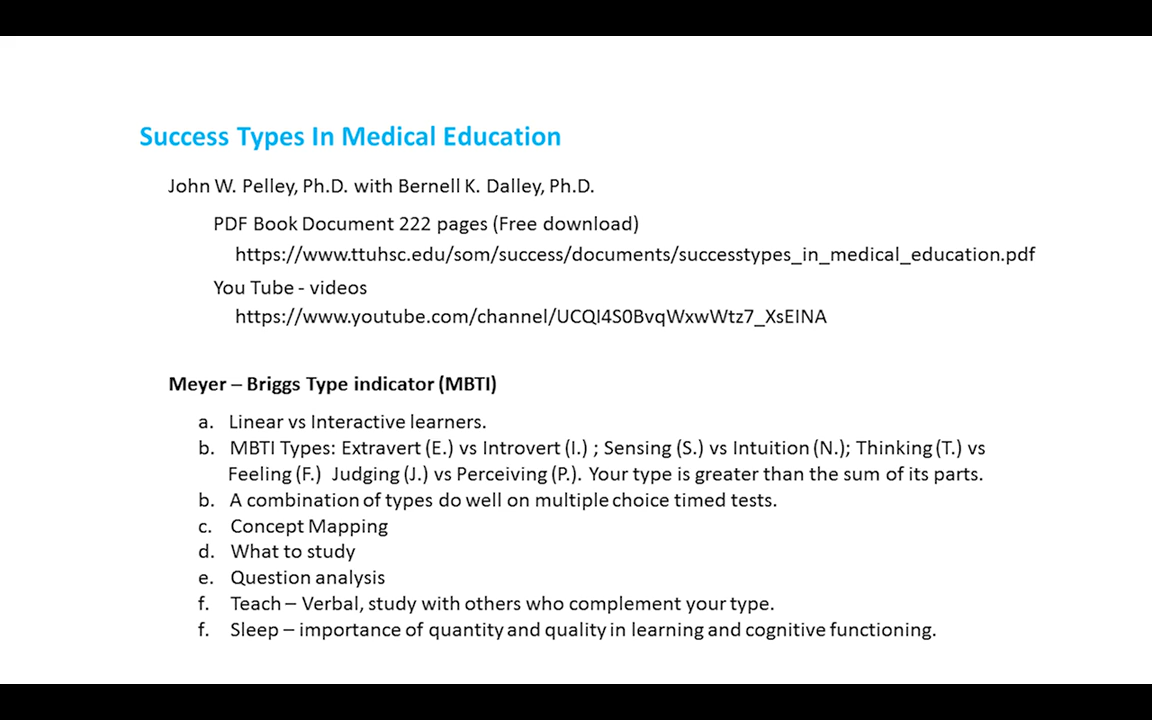 Success Types In Medical Education
John W. Pelley, Ph.D. with Bernell K. Dalley, Ph.D.
PDF Book Document 222 pages (Free download)
https://www.ttuhsc.edu/som/success/documents/successtypes_in_medical_education.pdf
You Tube - videos
https://www.youtube.com/channel/UCQI4S0BvqWxwWtz7_XsEINA
Meyer – Briggs Type indicator (MBTI)
a. Linear vs Interactive learners.
b. MBTI Types: Extravert (E.) vs Introvert (I.) ; Sensing (S.) vs Intuition (N.); Thinking (T.) vs
Feeling (F.) Judging (J.) vs Perceiving (P.). Your type is greater than the sum of its parts.
b. A combination of types do well on multiple choice timed tests.
c. Concept Mapping
d. What to study
e. Question analysis
f. Teach – Verbal, study with others who complement your type.
f. Sleep – importance of quantity and quality in learning and cognitive functioning.